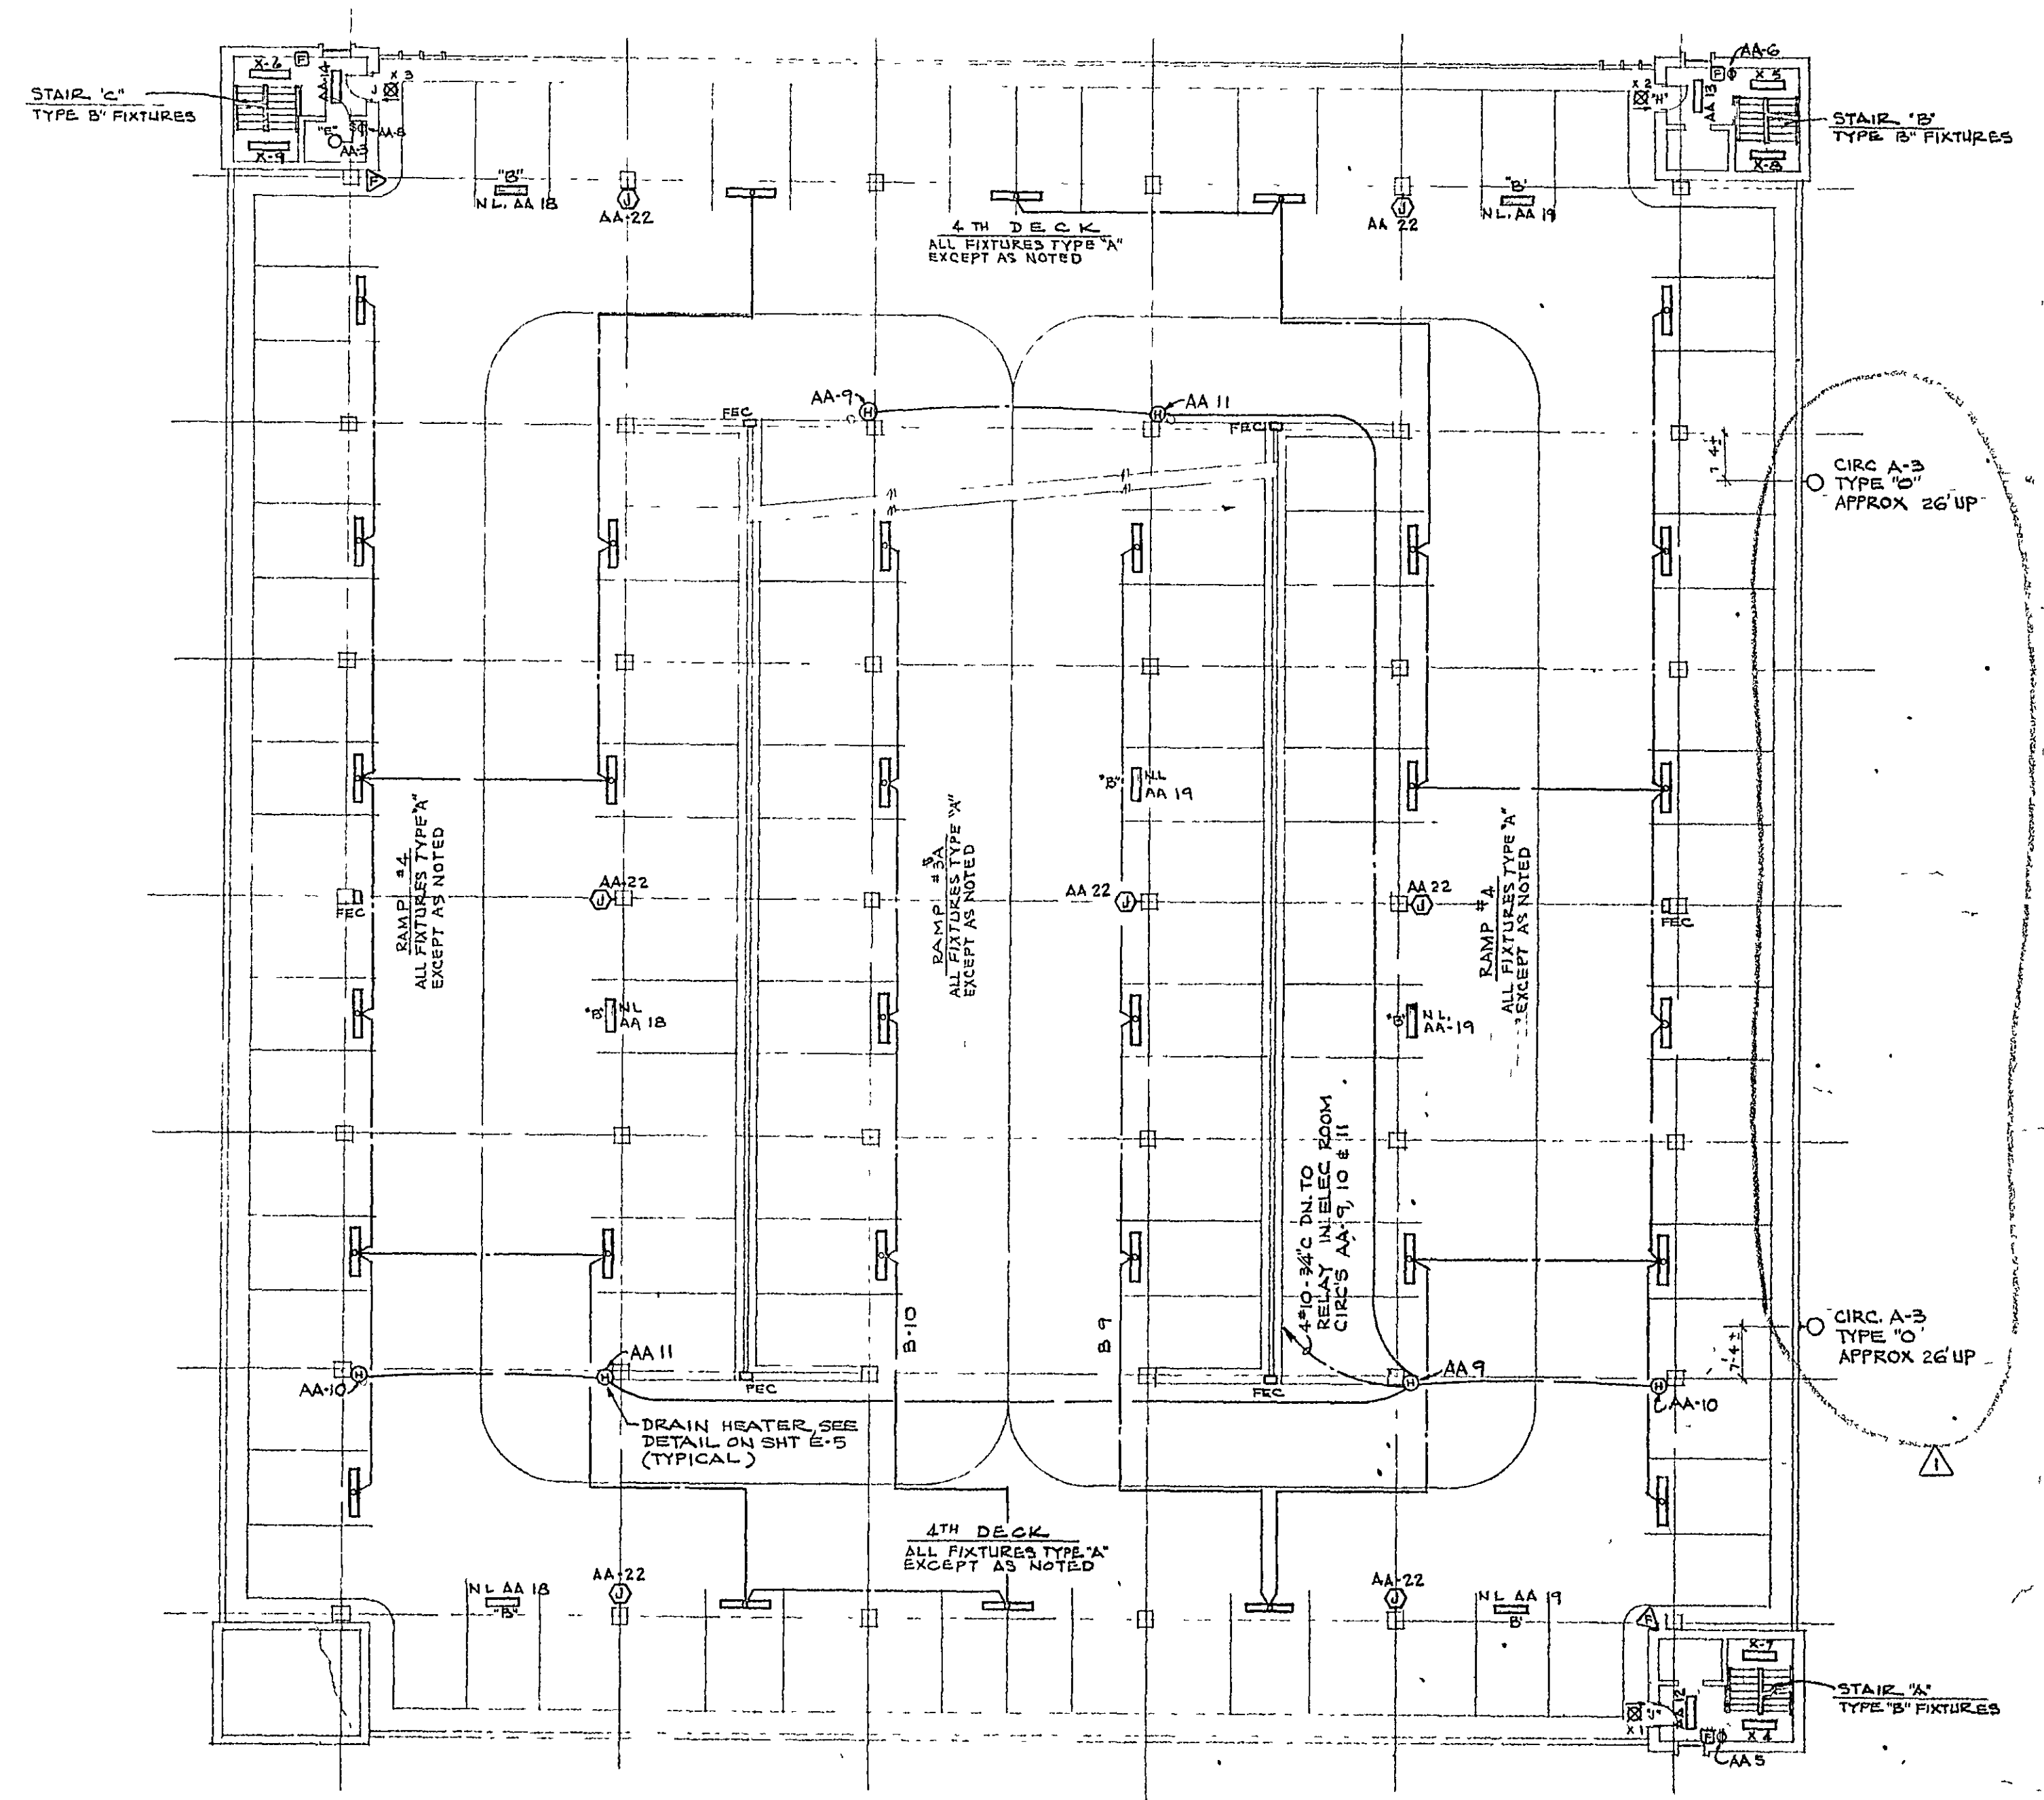 X-6
F
AA-14
J
X 3
STAIR 'C'
TYPE B" FIXTURES
"E"
AA-3
AA-8
X-9
F
AA-6
F
X 5
X 2
"H"
AA 13
STAIR "B"
TYPE B" FIXTURES
X-8
"B"
NL. AA 18
J
AA-22
4TH DECK
ALL FIXTURES TYPE "A"
EXCEPT AS NOTED
J
AA 22
"B"
NL. AA 19
AA-9
H
FEC
AA 11
H
FEC
7'-4"±
CIRC A-3
TYPE "O"
APPROX 26' UP
"B"
NL
AA 19
RAMP #4
ALL FIXTURES TYPE "A"
EXCEPT AS NOTED
RAMP #3A
ALL FIXTURES TYPE "A"
EXCEPT AS NOTED
RAMP #4
ALL FIXTURES TYPE "A"
EXCEPT AS NOTED
FEC
AA-22
J
AA 22
J
AA 22
J
FEC
"B"
NL
AA 18
"B"
NL.
AA-19
4#10-3/4"C DN. TO
RELAY IN ELEC ROOM
CIRC'S AA-9, 10 & 11
B-10
B 9
CIRC. A-3
TYPE "O"
APPROX 26' UP
7'-4"±
AA-10
H
AA 11
H
FEC
FEC
AA 9
H
H
AA-10
DRAIN HEATER, SEE
DETAIL ON SHT E-5
(TYPICAL)
1
4TH DECK
ALL FIXTURES TYPE "A"
EXCEPT AS NOTED
NL AA 18
"B"
AA-22
J
AA-22
J
NL AA 19
"B"
F
X-7
STAIR "A"
TYPE "B" FIXTURES
AA 12
"J"
X 1
F
X 4
AA 5